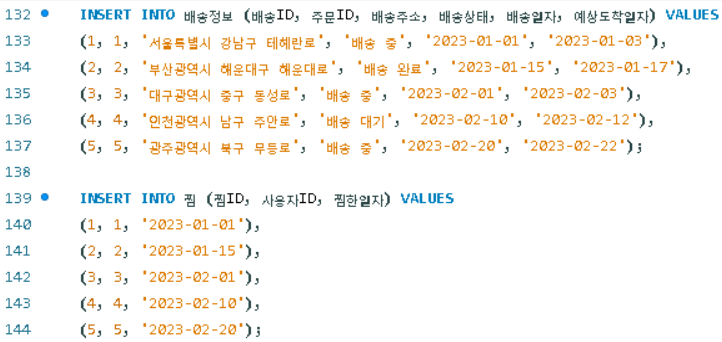 132 INSERT INTO 배송정보 (배송ID, 주문ID, 배송주소, 배송상태, 배송일자, 예상도착일자) VALUES
133 (1, 1, '서울특별시 강남구 테헤란로', '배송 중', '2023-01-01', '2023-01-03'),
134 (2, 2, '부산광역시 해운대구 해운대로', '배송 완료', '2023-01-15', '2023-01-17'),
135 (3, 3, '대구광역시 중구 동성로', '배송 중', '2023-02-01', '2023-02-03'),
136 (4, 4, '인천광역시 남구 주안로', '배송 대기', '2023-02-10', '2023-02-12'),
137 (5, 5, '광주광역시 북구 무등로', '배송 중', '2023-02-20', '2023-02-22');
138
139 INSERT INTO 찜 (찜ID, 사용자ID, 찜한일자) VALUES
140 (1, 1, '2023-01-01'),
141 (2, 2, '2023-01-15'),
142 (3, 3, '2023-02-01'),
143 (4, 4, '2023-02-10'),
144 (5, 5, '2023-02-20');